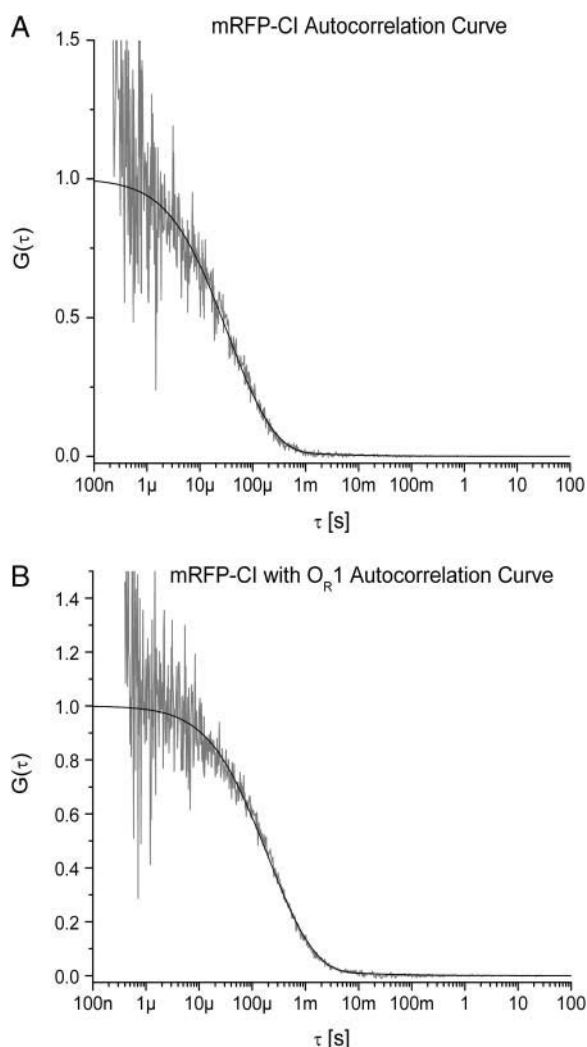 A
mRFP-CI Autocorrelation Curve
1.5
1.0
0.5
0.0
G(τ)
100n 1µ 10µ 100µ 1m 10m 100m 1 10 100
τ [s]
B
mRFP-CI with OR1 Autocorrelation Curve
1.4
1.2
1.0
0.8
0.6
0.4
0.2
0.0
G(τ)
100n 1µ 10µ 100µ 1m 10m 100m 1 10 100
τ [s]